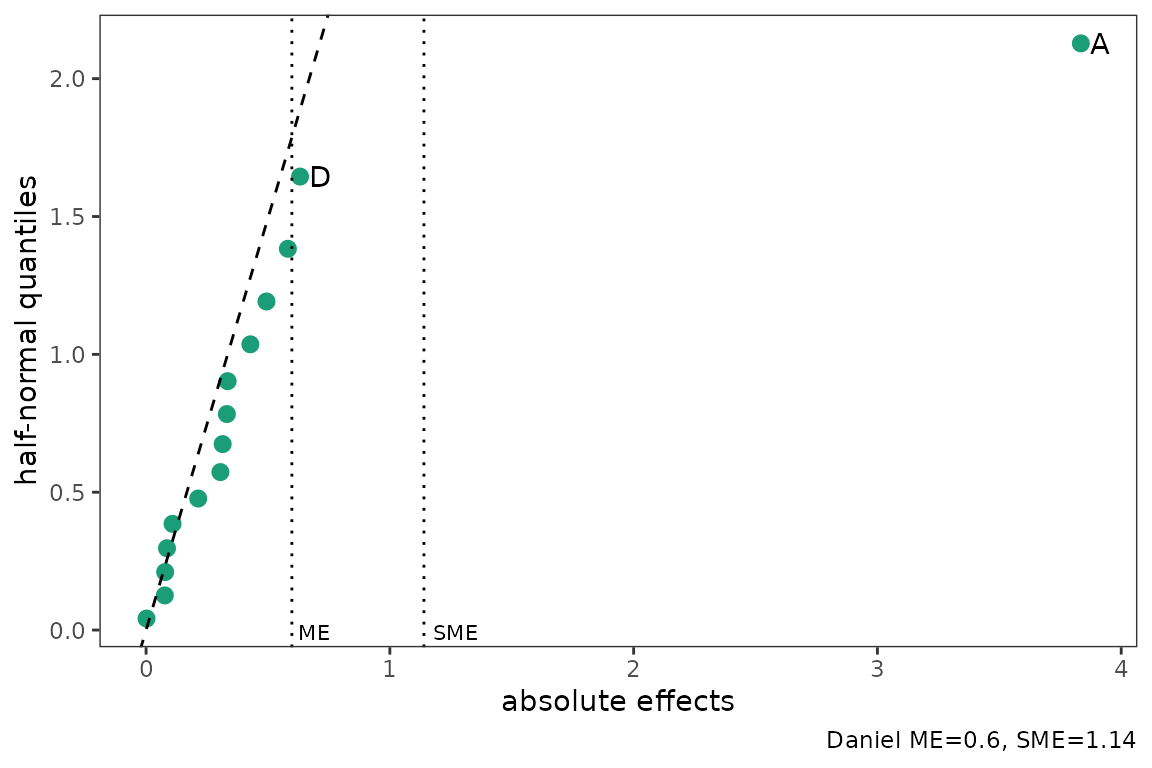 2.0
A
D
1.5
half-normal quantiles
1.0
0.5
0.0
ME
SME
0
1
2
3
4
absolute effects
Daniel ME=0.6, SME=1.14